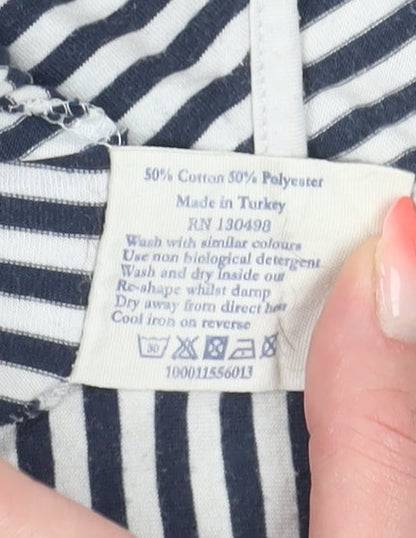 50% Cotton 50% Polyester
Made in Turkey
RN 130498
Wash with similar colours
Use non biological detergent
Wash and dry inside out
Re-shape whilst damp
Dry away from direct heat
Cool iron on reverse
30
100011556013